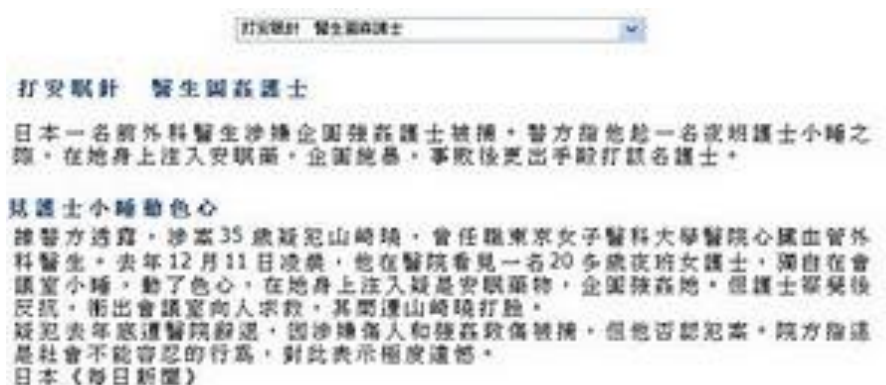 打安眠針　醫生圖姦護士
打安眠針　醫生圖姦護士
日本一名前外科醫生涉嫌企圖強姦護士被捕。警方指他趁一名夜班護士小睡之
際，在她身上注入安眠藥，企圖施暴，事敗後更出手毆打該名護士。
見護士小睡動色心
據警方透露，涉案35歲疑犯山崎曉，曾任職東京女子醫科大學醫院心臟血管外
科醫生。去年12月11日凌晨，他在醫院看見一名20多歲夜班女護士，獨自在會
議室小睡，動了色心，在她身上注入疑是安眠藥物，企圖強姦她。但護士察覺後
反抗，衝出會議室向人求救，其間遭山崎曉打臉。
疑犯去年底遭醫院辭退，因涉嫌傷人和強姦致傷被捕，但他否認犯案。院方指這
是社會不能容忍的行為，對此表示極度遺憾。
日本《每日新聞》